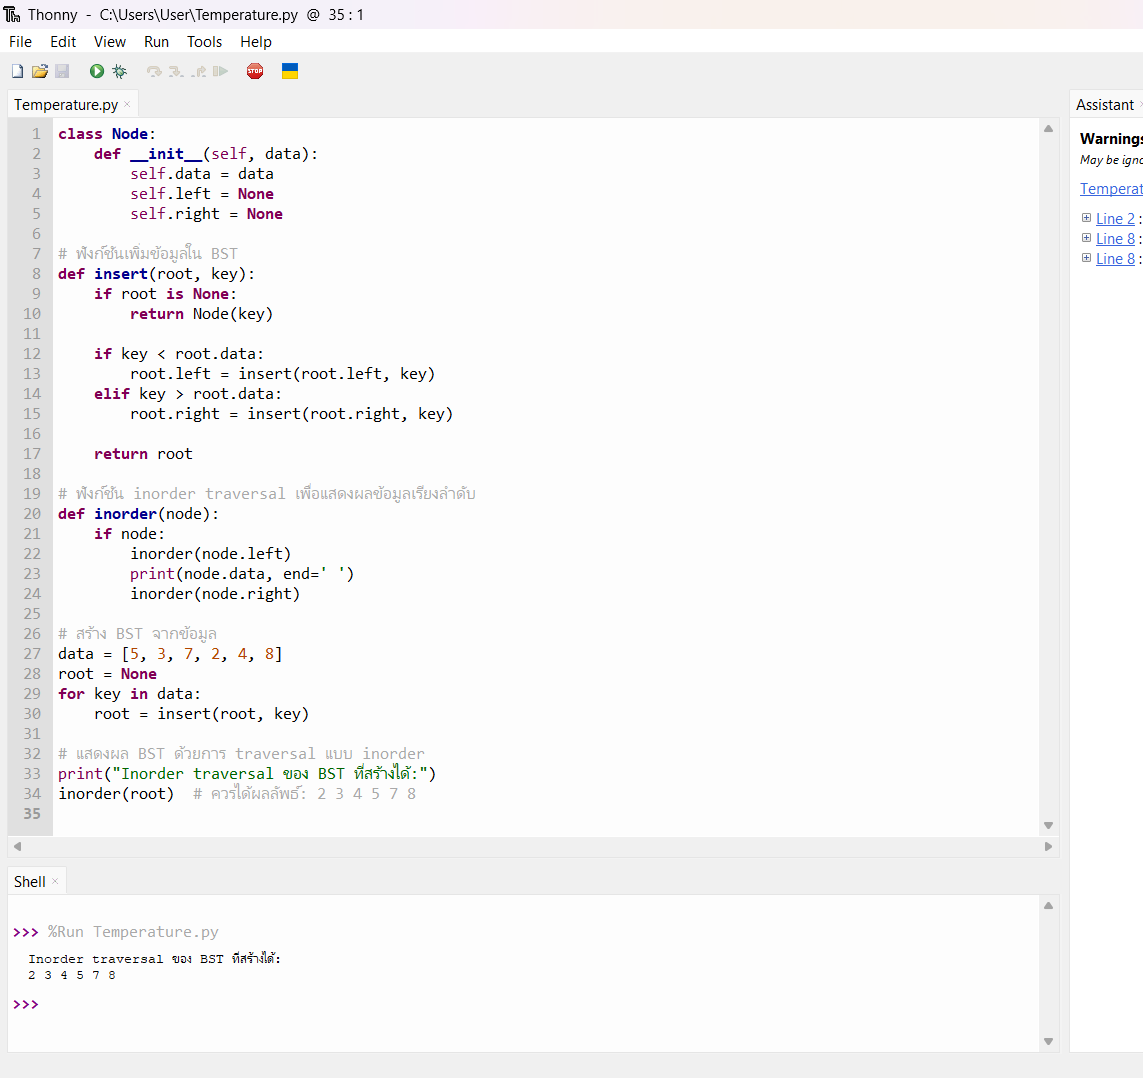 Thonny - C:\Users\User\Temperature.py @ 35 : 1
File Edit View Run Tools Help
STOP
Temperature.py ×
1 class Node:
2     def __init__(self, data):
3         self.data = data
4         self.left = None
5         self.right = None
6
7 # ฟังก์ชันเพิ่มข้อมูลใน BST
8 def insert(root, key):
9     if root is None:
10         return Node(key)
11
12     if key < root.data:
13         root.left = insert(root.left, key)
14     elif key > root.data:
15         root.right = insert(root.right, key)
16
17     return root
18
19 # ฟังก์ชัน inorder traversal เพื่อแสดงผลข้อมูลเรียงลำดับ
20 def inorder(node):
21     if node:
22         inorder(node.left)
23         print(node.data, end=' ')
24         inorder(node.right)
25
26 # สร้าง BST จากข้อมูล
27 data = [5, 3, 7, 2, 4, 8]
28 root = None
29 for key in data:
30     root = insert(root, key)
31
32 # แสดงผล BST ด้วยการ traversal แบบ inorder
33 print("Inorder traversal ของ BST ที่สร้างได้:")
34 inorder(root)  # ควรได้ผลลัพธ์: 2 3 4 5 7 8
35
Shell ×
>>> %Run Temperature.py
Inorder traversal ของ BST ที่สร้างได้:
2 3 4 5 7 8
>>>
Assistant
Warnings
May be igno
Temperat
Line 2 :
Line 8 :
Line 8 :